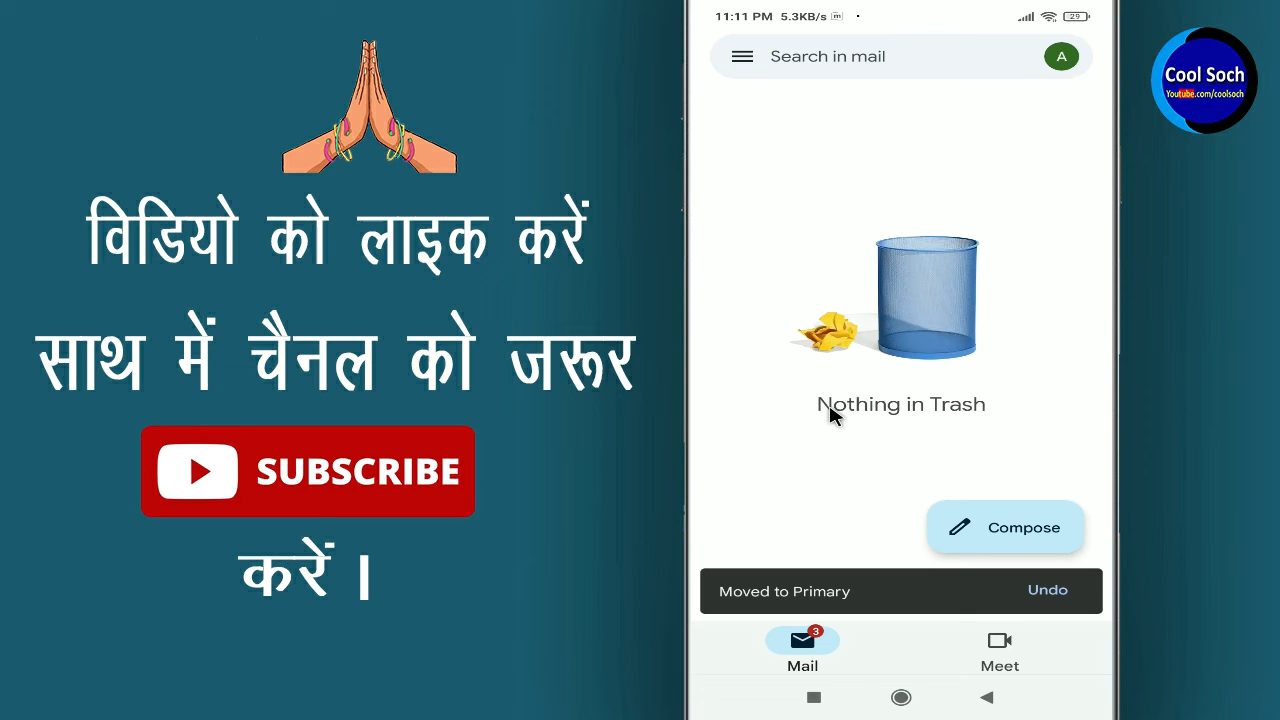 विडियो को लाइक करें
साथ में चैनल को जरूर
SUBSCRIBE
करें ।
11:11 PM 5.3KB/s
29
Search in mail
A
Nothing in Trash
Compose
Moved to Primary Undo
3
Mail Meet
Cool Soch
Youtube.com/coolsoch